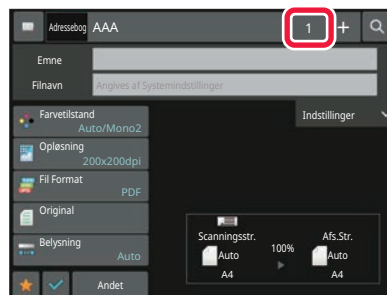 Adressebog AAA 1 +
Emne
Filnavn Angives af Systemindstillinger
Farvetilstand
Auto/Mono2
Indstillinger
Opløsning
200x200dpi
Fil Format
PDF
Original
Belysning
Auto
Andet
Scanningsstr. 100% Afs.Str.
Auto Auto
A4 A4